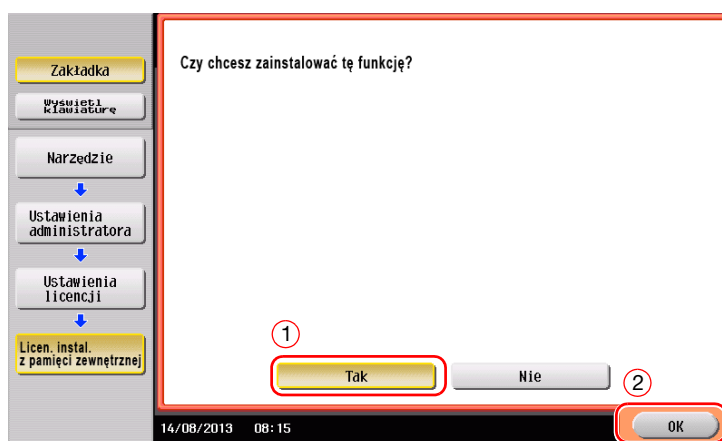 Zakładka
Wyświetl
klawiaturę
Narzędzie
Ustawienia
administratora
Ustawienia
licencji
Licen. instal.
z pamięci zewnętrznej
Czy chcesz zainstalować tę funkcję?
1
Tak
Nie
2
14/08/2013 08:15
OK